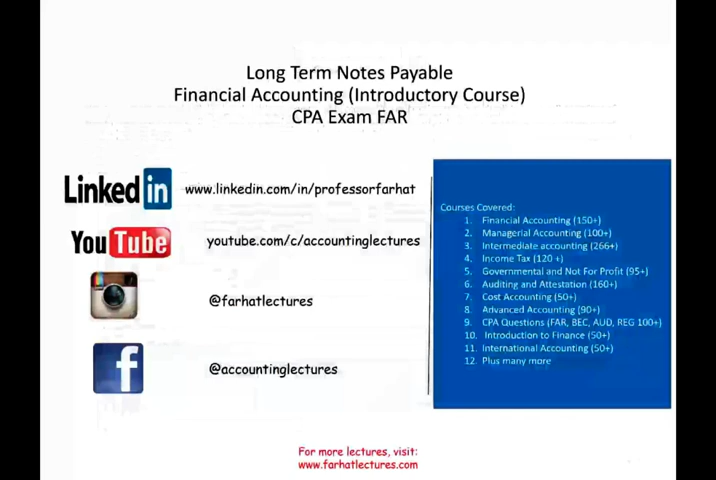 Long Term Notes Payable
Financial Accounting (Introductory Course)
CPA Exam FAR
Linked in www.linkedin.com/in/professorfarhat
YouTube youtube.com/c/accountinglectures
@farhatlectures
f @accountinglectures
Courses Covered:
1. Financial Accounting (150+)
2. Managerial Accounting (100+)
3. Intermediate accounting (266+)
4. Income Tax (120 +)
5. Governmental and Not For Profit (95+)
6. Auditing and Attestation (160+)
7. Cost Accounting (50+)
8. Advanced Accounting (90+)
9. CPA Questions (FAR, BEC, AUD, REG 100+)
10. Introduction to Finance (50+)
11. International Accounting (50+)
12. Plus many more
For more lectures, visit:
www.farhatlectures.com